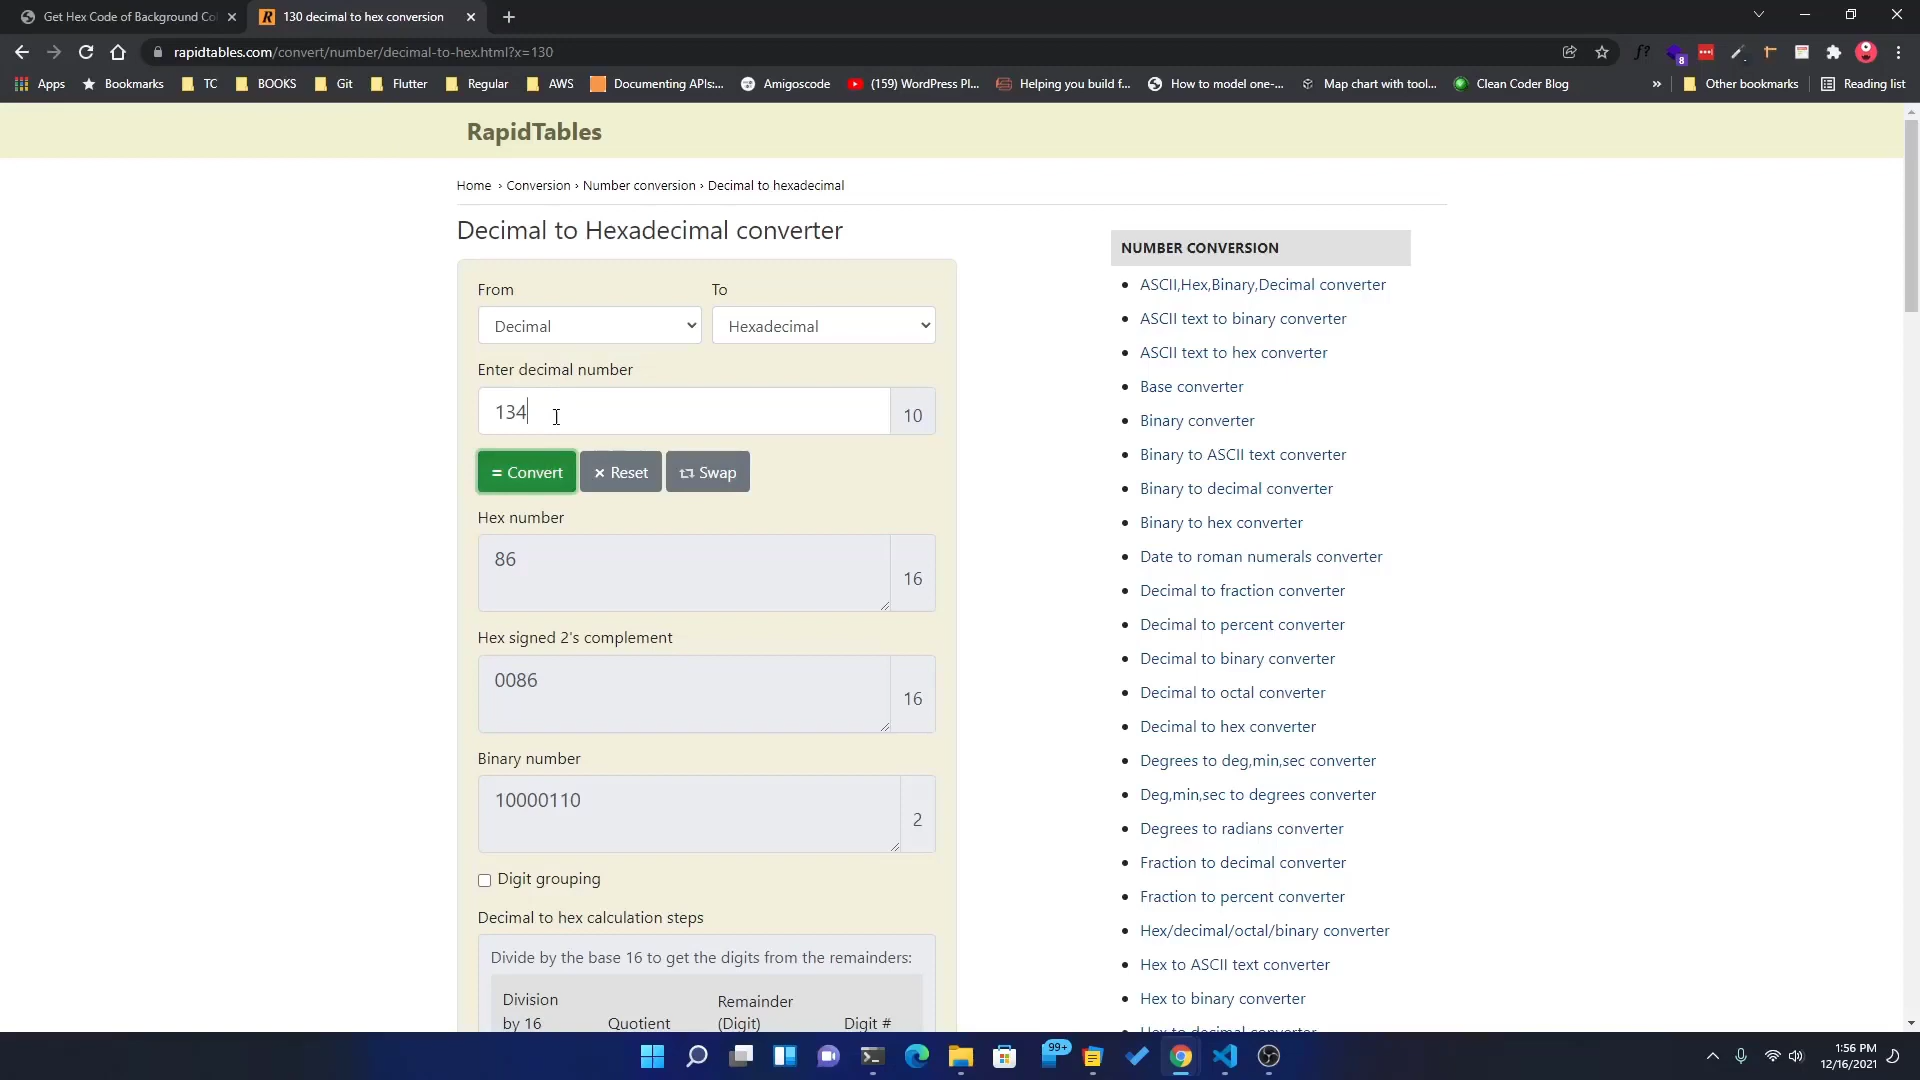 Get Hex Code of Background Co
130 decimal to hex conversion
rapidtables.com/convert/number/decimal-to-hex.html?x=130
f?
8
Apps
Bookmarks
TC
BOOKS
Git
Flutter
Regular
AWS
Documenting APIs:...
Amigoscode
(159) WordPress Pl...
Helping you build f...
How to model one-...
Map chart with tool...
Clean Coder Blog
»
Other bookmarks
Reading list
RapidTables
Home › Conversion › Number conversion › Decimal to hexadecimal
Decimal to Hexadecimal converter
From
To
Decimal
Hexadecimal
Enter decimal number
134
10
= Convert
× Reset
Swap
Hex number
86
16
Hex signed 2's complement
0086
16
Binary number
10000110
2
Digit grouping
Decimal to hex calculation steps
Divide by the base 16 to get the digits from the remainders:
Division
by 16
Quotient
Remainder
(Digit)
Digit #
NUMBER CONVERSION
ASCII,Hex,Binary,Decimal converter
ASCII text to binary converter
ASCII text to hex converter
Base converter
Binary converter
Binary to ASCII text converter
Binary to decimal converter
Binary to hex converter
Date to roman numerals converter
Decimal to fraction converter
Decimal to percent converter
Decimal to binary converter
Decimal to octal converter
Decimal to hex converter
Degrees to deg,min,sec converter
Deg,min,sec to degrees converter
Degrees to radians converter
Fraction to decimal converter
Fraction to percent converter
Hex/decimal/octal/binary converter
Hex to ASCII text converter
Hex to binary converter
Hex to decimal converter
99+
1:56 PM
12/16/2021